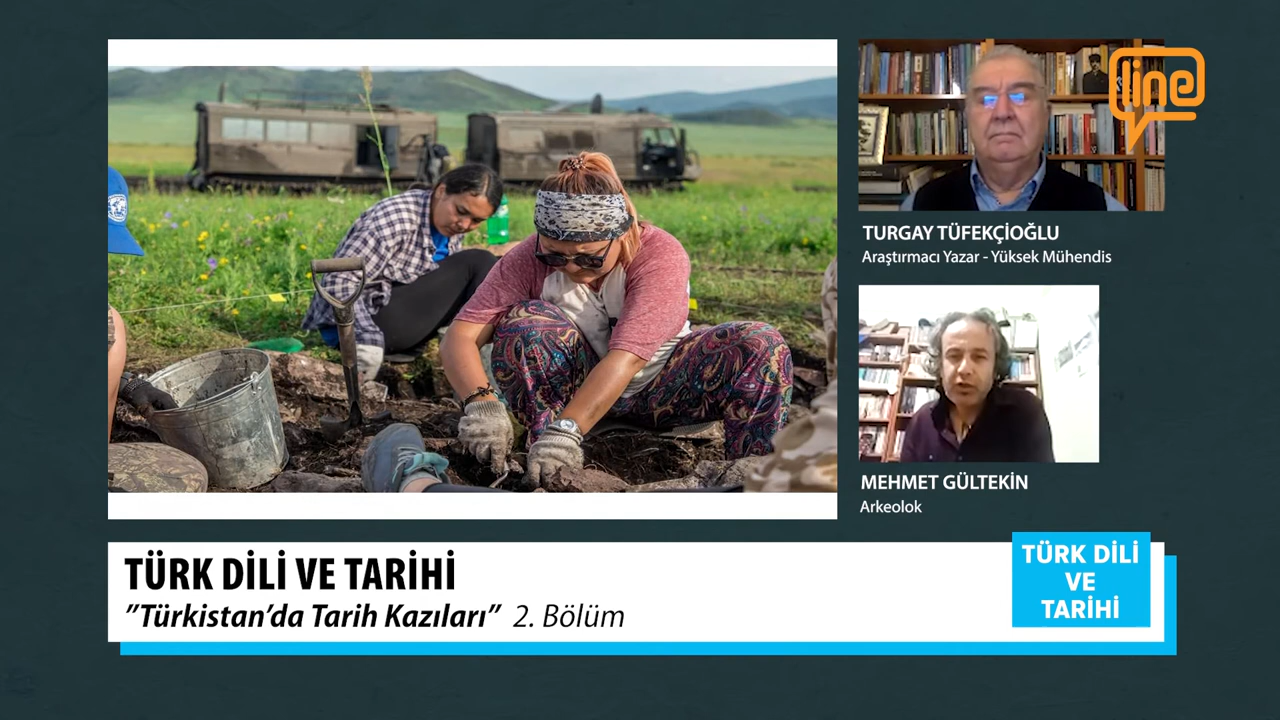 line
TURGAY TÜFEKÇİOĞLU
Araştırmacı Yazar - Yüksek Mühendis
MEHMET GÜLTEKİN
Arkeolok
TÜRK DİLİ VE TARİHİ
”Türkistan’da Tarih Kazıları” 2. Bölüm
TÜRK DİLİ
VE
TARİHİ